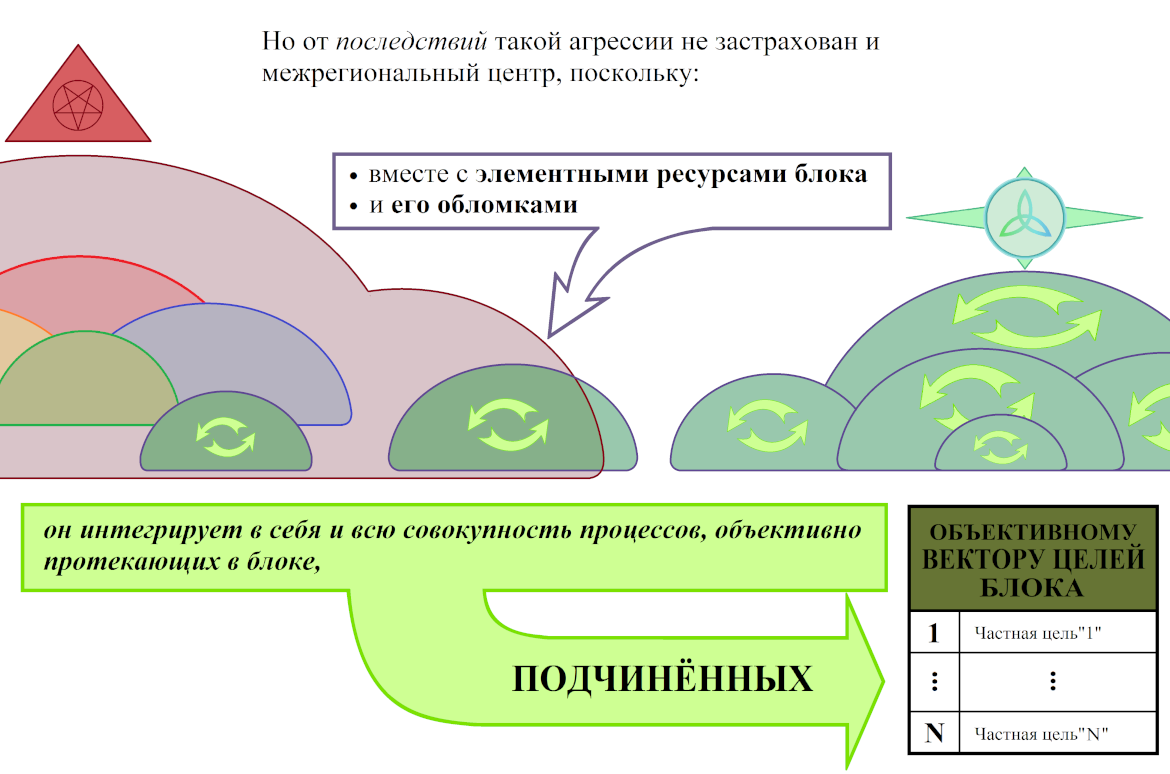 Но от последствий такой агрессии не застрахован и
межрегиональный центр, поскольку:
• вместе с элементными ресурсами блока
• и его обломками
он интегрирует в себя и всю совокупность процессов, объективно
протекающих в блоке,
ПОДЧИНЁННЫХ
ОБЪЕКТИВНОМУ
ВЕКТОРУ ЦЕЛЕЙ
БЛОКА
1 Частная цель"1"
⋮ ⋮
N Частная цель"N"